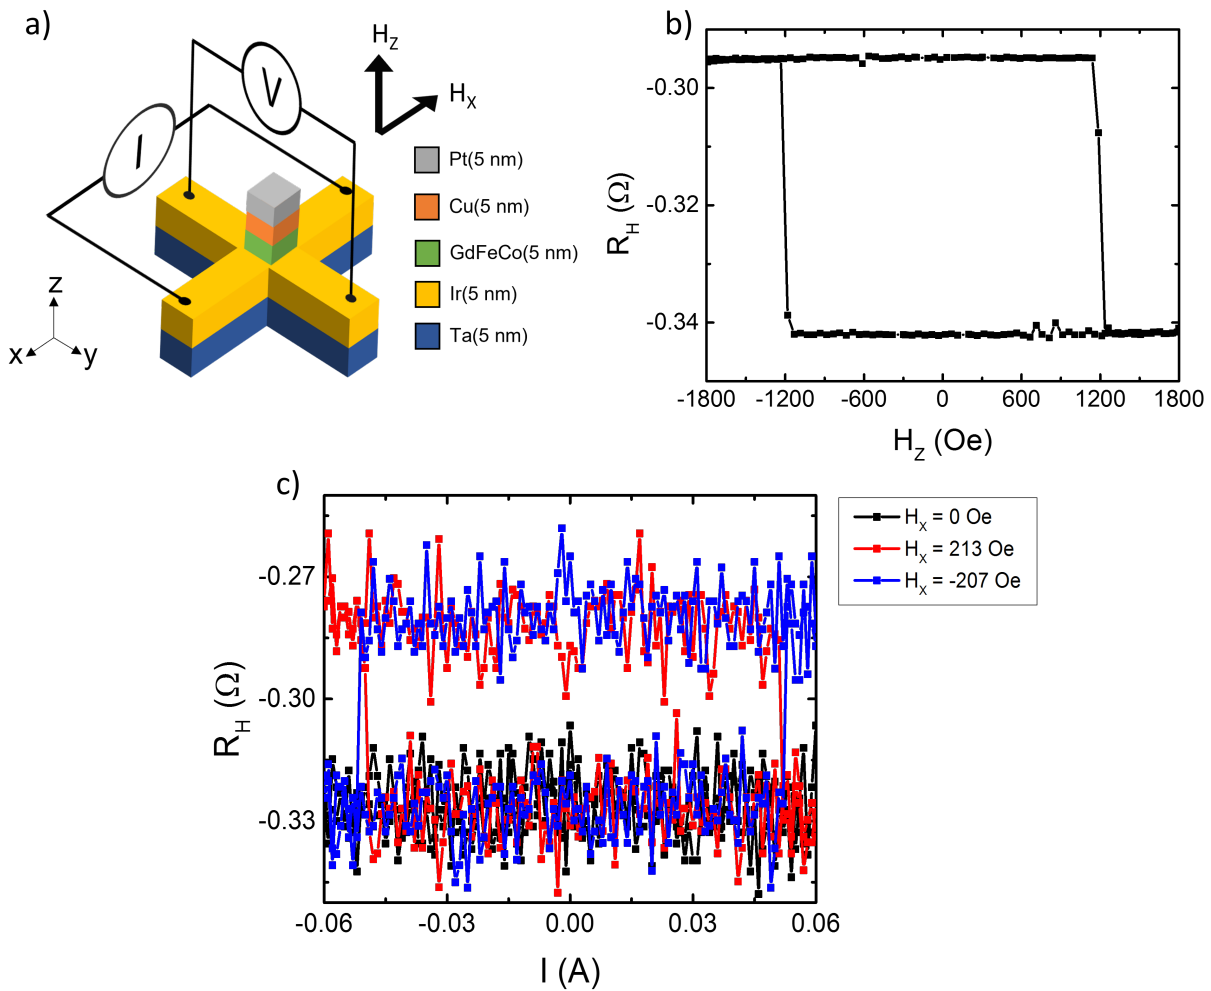 a)
H_Z
H_X
V
I
Pt(5 nm)
Cu(5 nm)
GdFeCo(5 nm)
Ir(5 nm)
Ta(5 nm)
z
x
y
b)
-0.30
-0.32
-0.34
R_H (Ω)
-1800 -1200 -600 0 600 1200 1800
H_Z (Oe)
c)
-0.27
-0.30
-0.33
R_H (Ω)
-0.06 -0.03 0.00 0.03 0.06
I (A)
H_X = 0 Oe
H_X = 213 Oe
H_X = -207 Oe